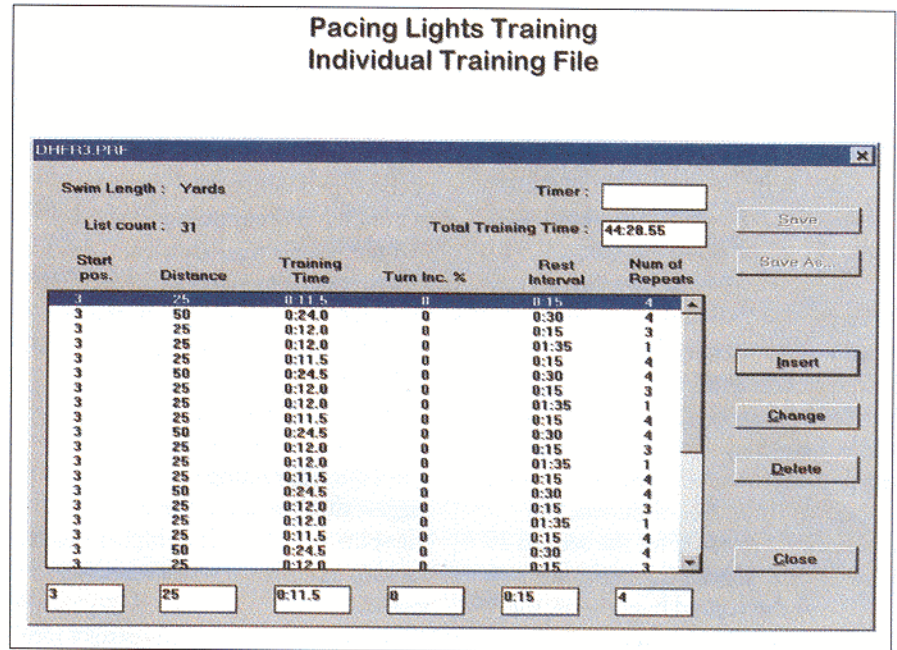 Pacing Lights Training
Individual Training File
DHFR3.PRF
Swim Length : Yards
Timer :
Save
List count : 31
Total Training Time : 44:28.55
Save As...
Start pos. Distance Training Time Turn Inc. % Rest Interval Num of Repeats
3 25 0:11.5 0 0:15 4
3 50 0:24.0 0 0:30 4
3 25 0:12.0 0 0:15 3
3 25 0:12.0 0 01:35 1
3 25 0:11.5 0 0:15 4
3 50 0:24.5 0 0:30 4
3 25 0:12.0 0 0:15 3
3 25 0:12.0 0 01:35 1
3 25 0:11.5 0 0:15 4
3 50 0:24.5 0 0:30 4
3 25 0:12.0 0 0:15 3
3 25 0:12.0 0 01:35 1
3 25 0:11.5 0 0:15 4
3 50 0:24.5 0 0:30 4
3 25 0:12.0 0 0:15 3
3 25 0:12.0 0 01:35 1
3 25 0:11.5 0 0:15 4
3 50 0:24.5 0 0:30 4
3 25 0:12.0 0 0:15 3
Insert
Change
Delete
Close
3 25 0:11.5 0 0:15 4